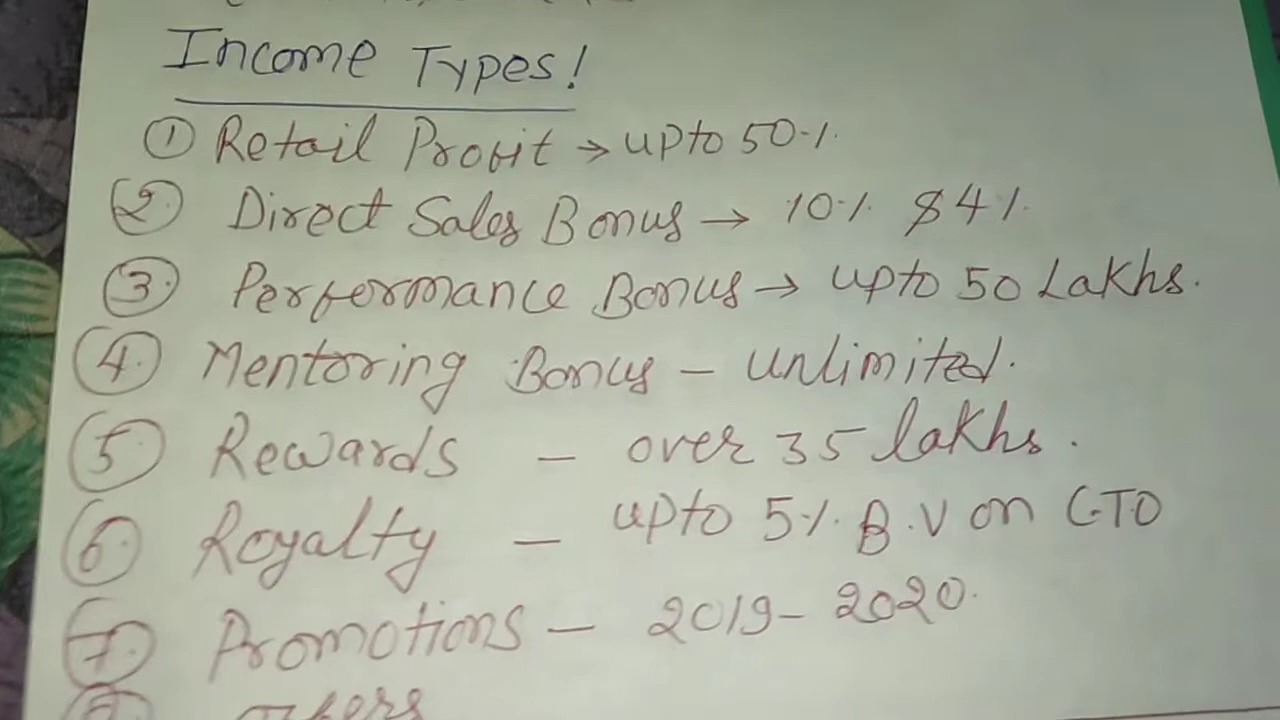 Income Types!
① Retail Profit → upto 50%
② Direct Sales Bonus → 10% & 4%
③ Performance Bonus → upto 50 Lakhs.
④ Mentoring Bonus – Unlimited.
⑤ Rewards – over 35 lakhs.
⑥ Royalty – upto 5% B.V on CTO
⑦ Promotions – 2019-2020.